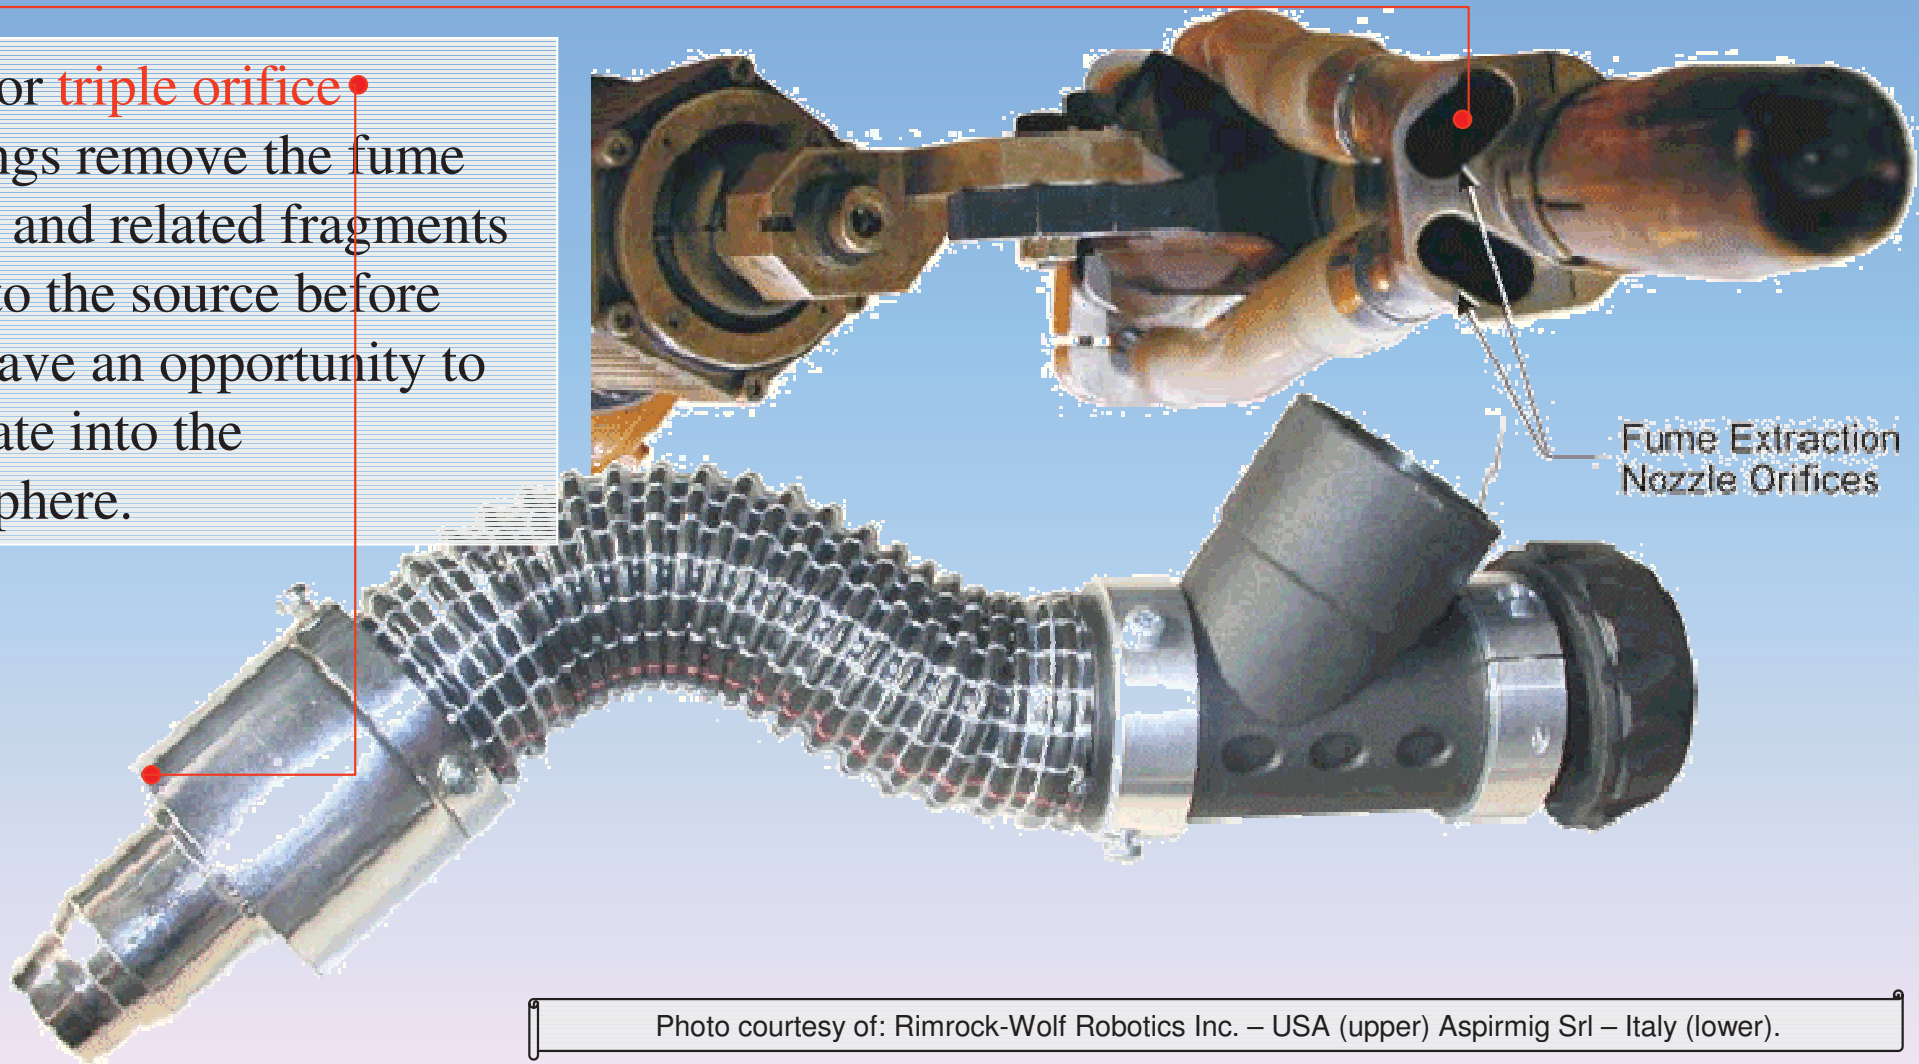 or triple orifice
ngs remove the fume
and related fragments
to the source before
ave an opportunity to
ate into the
phere.
Fume Extraction
Nozzle Orifices
Photo courtesy of: Rimrock-Wolf Robotics Inc. – USA (upper) Aspirmig Srl – Italy (lower).